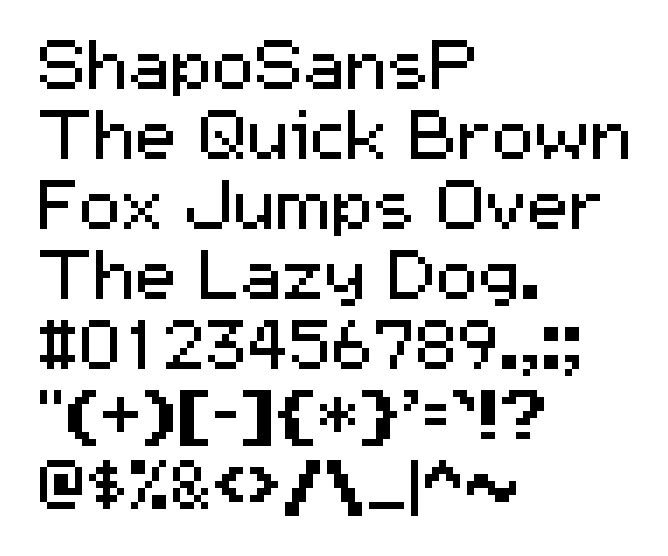 ShapoSansP
The Quick Brown
Fox Jumps Over
The Lazy Dog.
#0123456789.,:;
"(+)[-]{*}'=`!?
@$%&<>/\_|^~